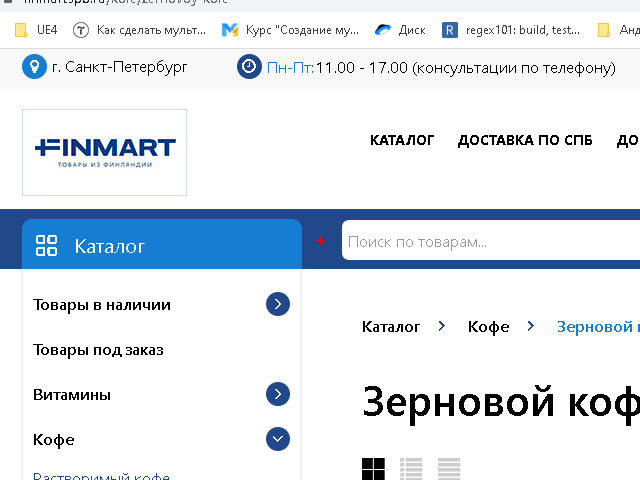 UE4 Как сделать мульт... Курс "Создание му... Диск regex101: build, test... Анд
г. Санкт-Петербург Пн-Пт: 11.00 - 17.00 (консультации по телефону)
FINMART
ТОВАРЫ ИЗ ФИНЛЯНДИИ
КАТАЛОГ ДОСТАВКА ПО СПБ ДО
Каталог
Поиск по товарам...
Товары в наличии
Товары под заказ
Витамины
Кофе
Растворимый кофе
Каталог Кофе Зерновой
Зерновой коф